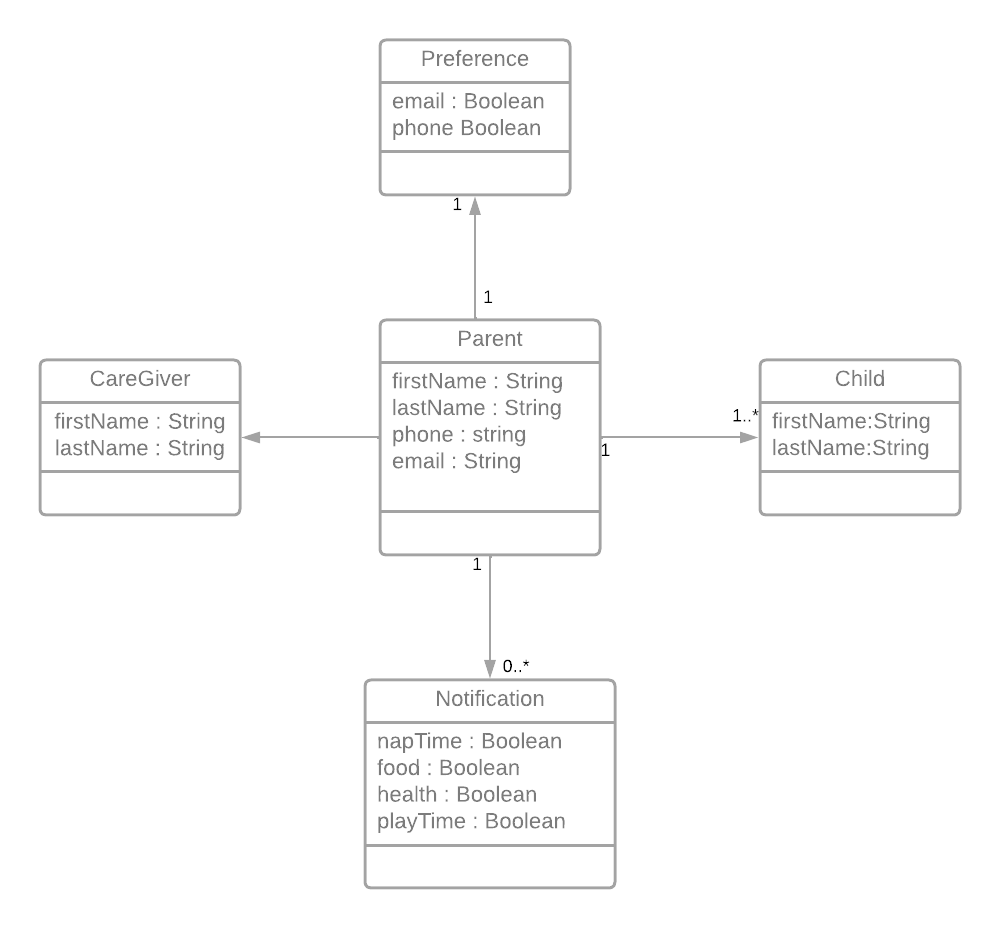 Preference
email : Boolean
phone Boolean
1
1
Parent
firstName : String
lastName : String
phone : string
email : String
CareGiver
firstName : String
lastName : String
1
1..*
Child
firstName:String
lastName:String
1
0..*
Notification
napTime : Boolean
food : Boolean
health : Boolean
playTime : Boolean